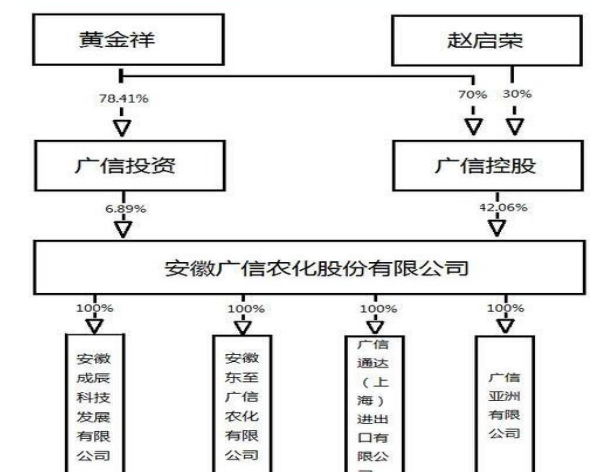 黄金祥
赵启荣
78.41%
70%
30%
广信投资
广信控股
6.89%
42.06%
安徽广信农化股份有限公司
100%
100%
100%
100%
安徽
成辰
科技
发展
有限
公司
安徽
东至
广信
农化
有限
公司
广信
通达
（上
海）
进出
口有
限公
广信
亚洲
有限
公司